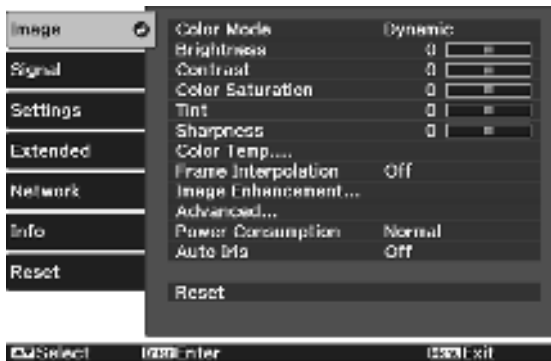 Image
Signal
Settings
Extended
Network
Info
Reset
Color Mode Dynamic
Brightness 0
Contrast 0
Color Saturation 0
Tint 0
Sharpness 0
Color Temp....
Frame Interpolation Off
Image Enhancement...
Advanced...
Power Consumption Normal
Auto Iris Off
Reset
Select Enter Exit